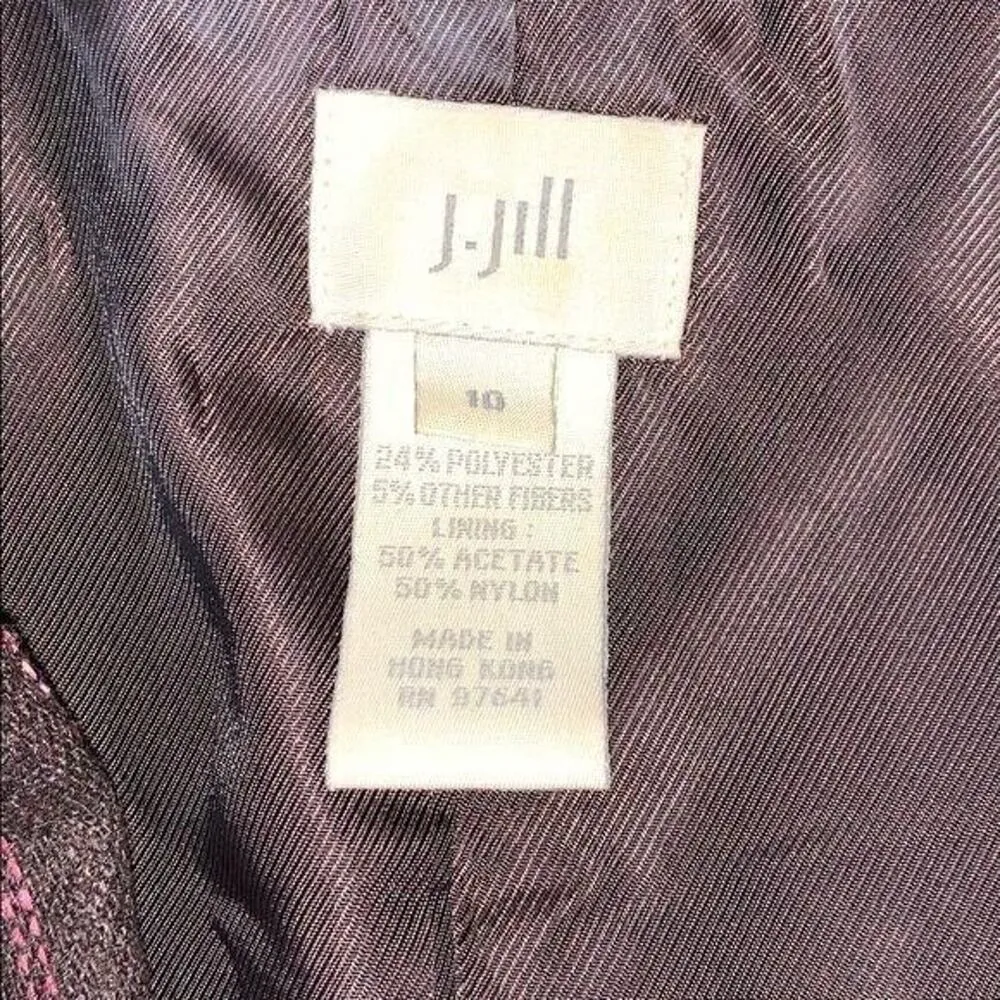 J.Jill
10
24% POLYESTER
5% OTHER FIBERS
LINING :
50% ACETATE
50% NYLON
MADE IN
HONG KONG
RN 97641